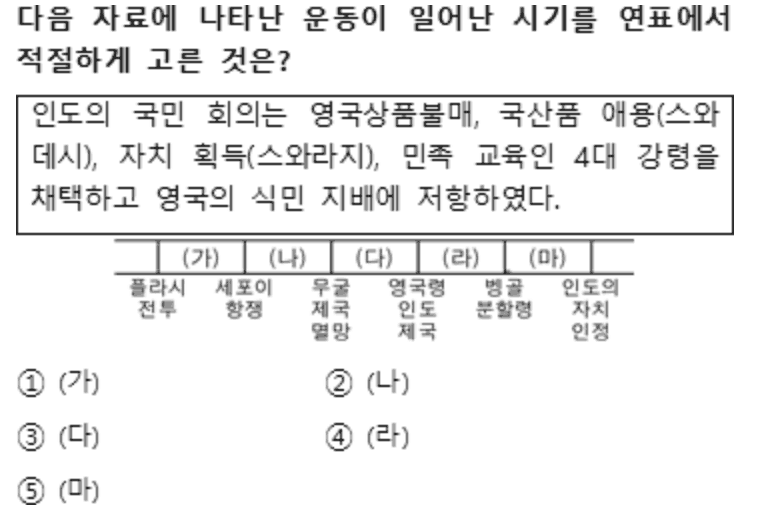 다음 자료에 나타난 운동이 일어난 시기를 연표에서
적절하게 고른 것은?
인도의 국민 회의는 영국상품불매, 국산품 애용(스와
데시), 자치 획득(스와라지), 민족 교육인 4대 강령을
채택하고 영국의 식민 지배에 저항하였다.
(가) (나) (다) (라) (마)
플라시 세포이 무굴 영국령 벵골 인도의
전투 항쟁 제국 인도 분할령 자치
멸망 제국 인정
① (가) ② (나)
③ (다) ④ (라)
⑤ (마)